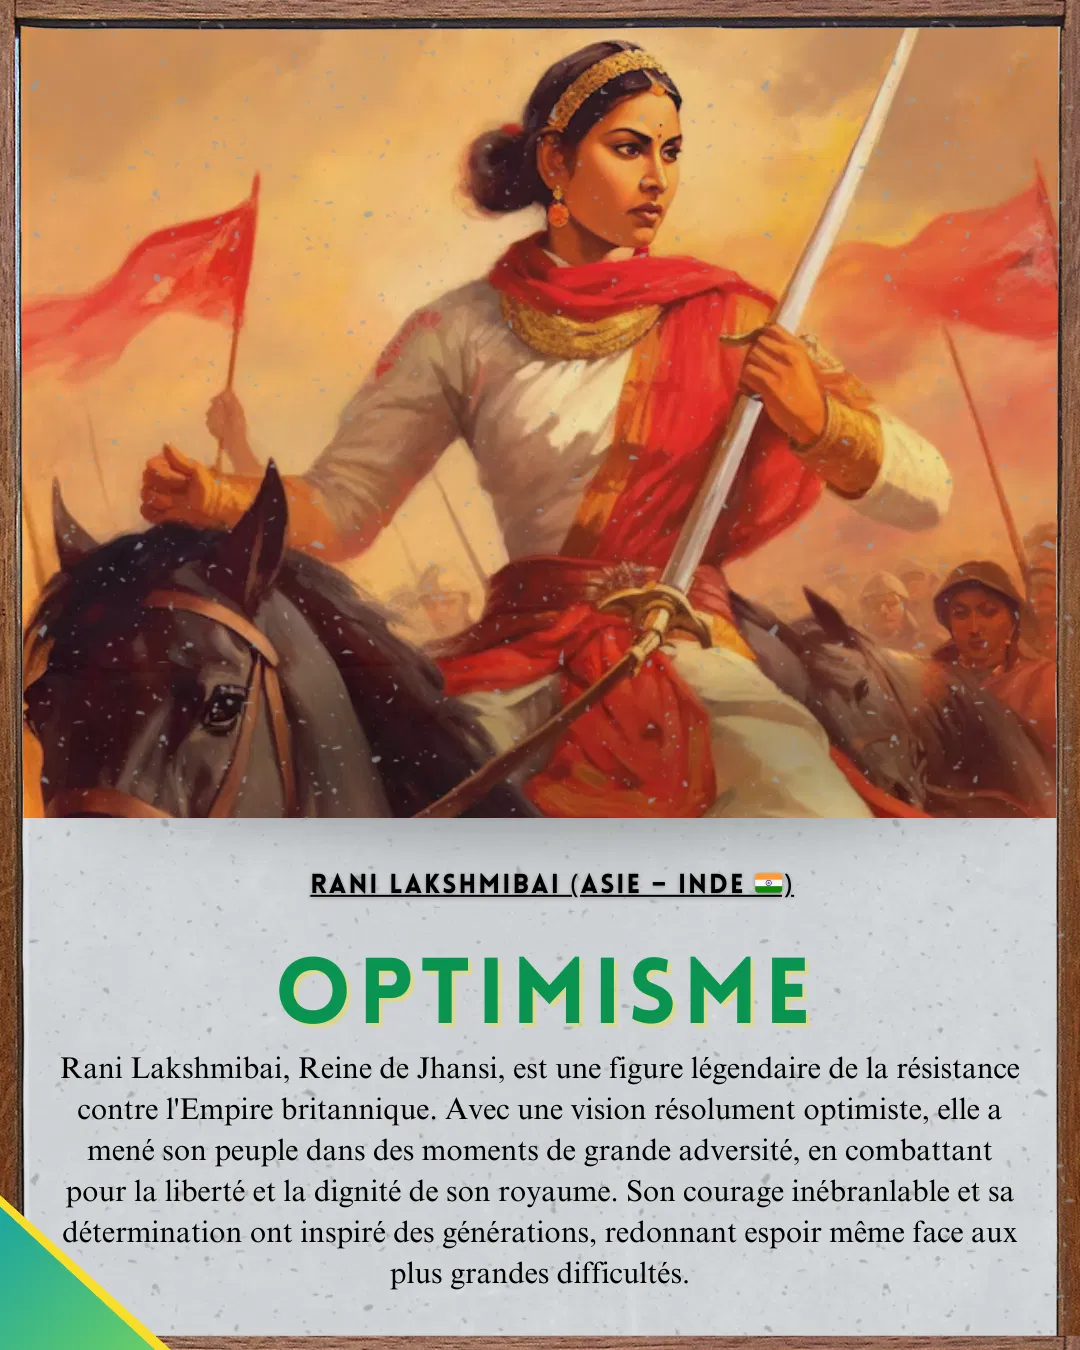 RANI LAKSHMIBAI (ASIE – INDE 🇮🇳)
OPTIMISME
Rani Lakshmibai, Reine de Jhansi, est une figure légendaire de la résistance
contre l'Empire britannique. Avec une vision résolument optimiste, elle a
mené son peuple dans des moments de grande adversité, en combattant
pour la liberté et la dignité de son royaume. Son courage inébranlable et sa
détermination ont inspiré des générations, redonnant espoir même face aux
plus grandes difficultés.